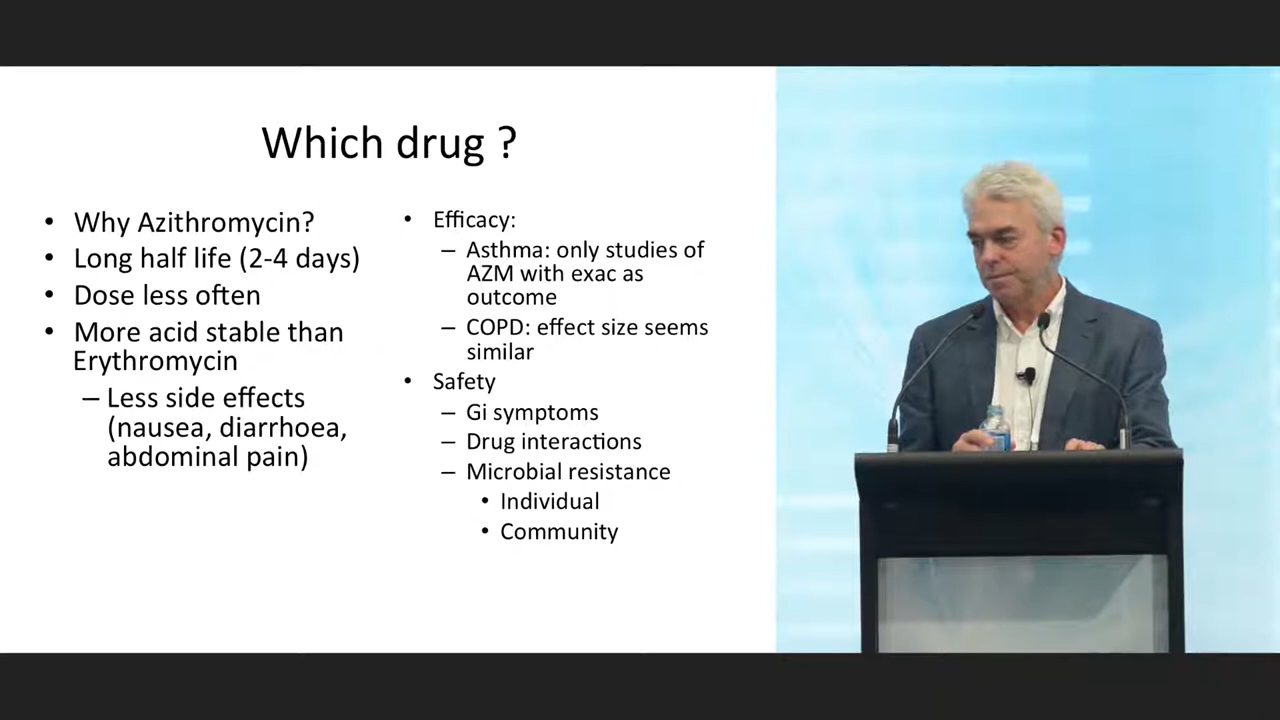 Which drug ?
• Why Azithromycin?
• Long half life (2-4 days)
• Dose less often
• More acid stable than
Erythromycin
– Less side effects
(nausea, diarrhoea,
abdominal pain)
• Efficacy:
– Asthma: only studies of
AZM with exac as
outcome
– COPD: effect size seems
similar
• Safety
– Gi symptoms
– Drug interactions
– Microbial resistance
• Individual
• Community